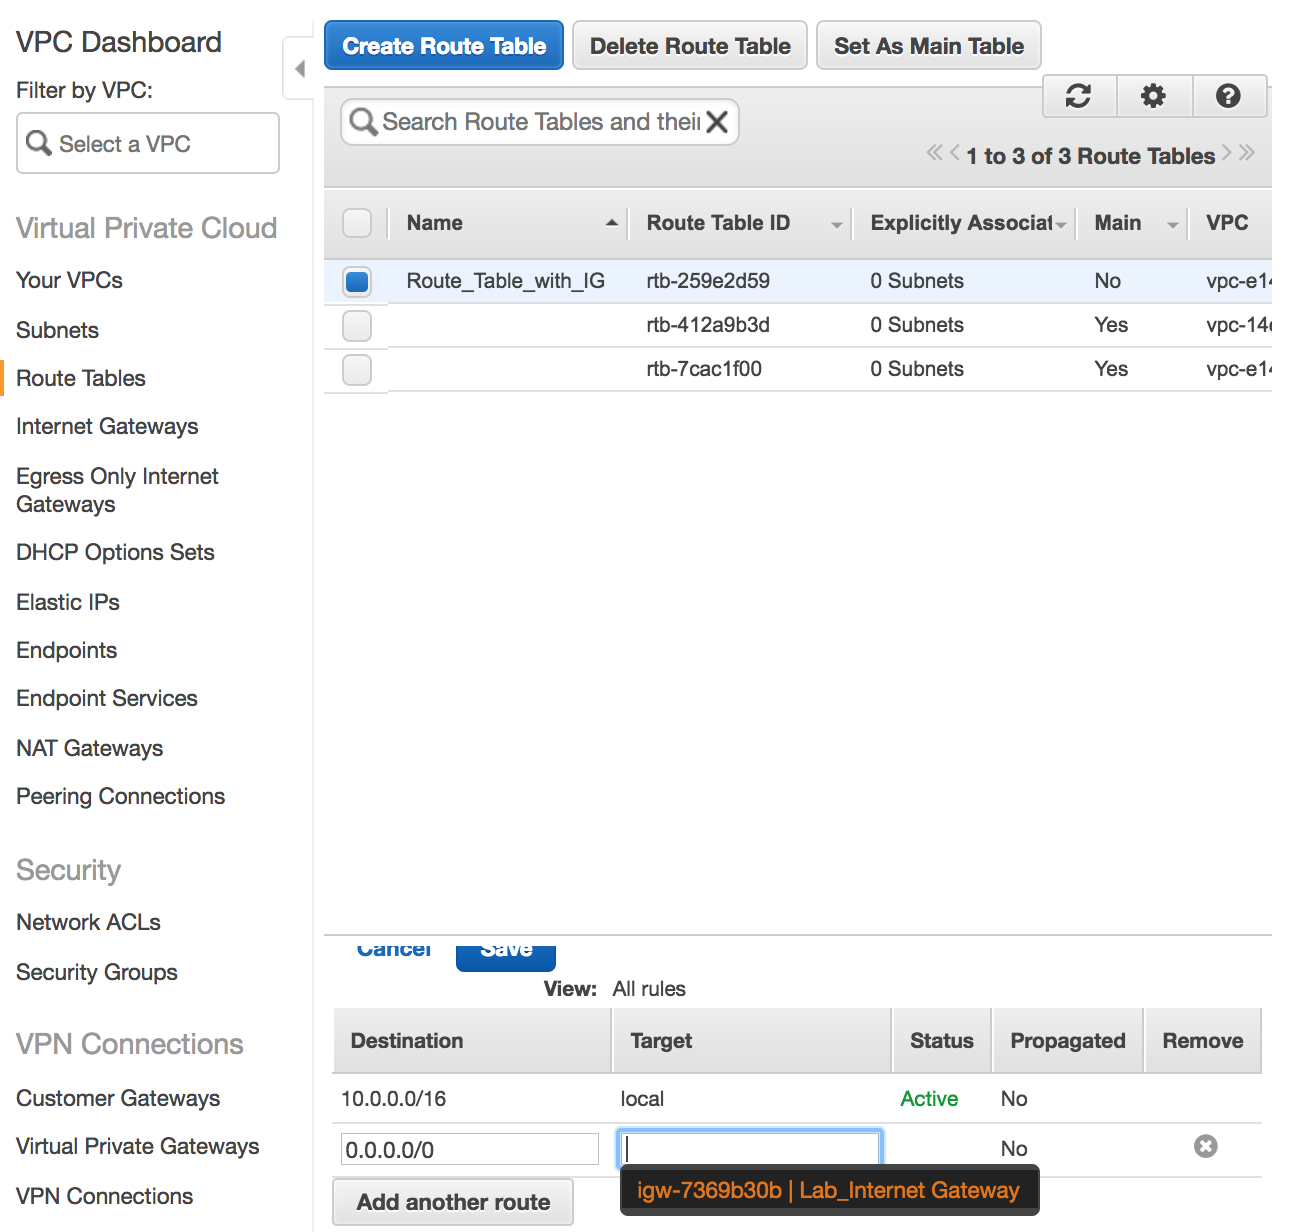 VPC Dashboard
Filter by VPC:
Select a VPC
Virtual Private Cloud
Your VPCs
Subnets
Route Tables
Internet Gateways
Egress Only Internet
Gateways
DHCP Options Sets
Elastic IPs
Endpoints
Endpoint Services
NAT Gateways
Peering Connections
Security
Network ACLs
Security Groups
VPN Connections
Customer Gateways
Virtual Private Gateways
VPN Connections
Create Route Table Delete Route Table Set As Main Table
Search Route Tables and their
1 to 3 of 3 Route Tables
Name Route Table ID Explicitly Associat Main VPC
Route_Table_with_IG rtb-259e2d59 0 Subnets No vpc-e14
rtb-412a9b3d 0 Subnets Yes vpc-14
rtb-7cac1f00 0 Subnets Yes vpc-e14
Cancel Save
View: All rules
Destination Target Status Propagated Remove
10.0.0.0/16 local Active No
0.0.0.0/0 No
igw-7369b30b | Lab_Internet Gateway
Add another route